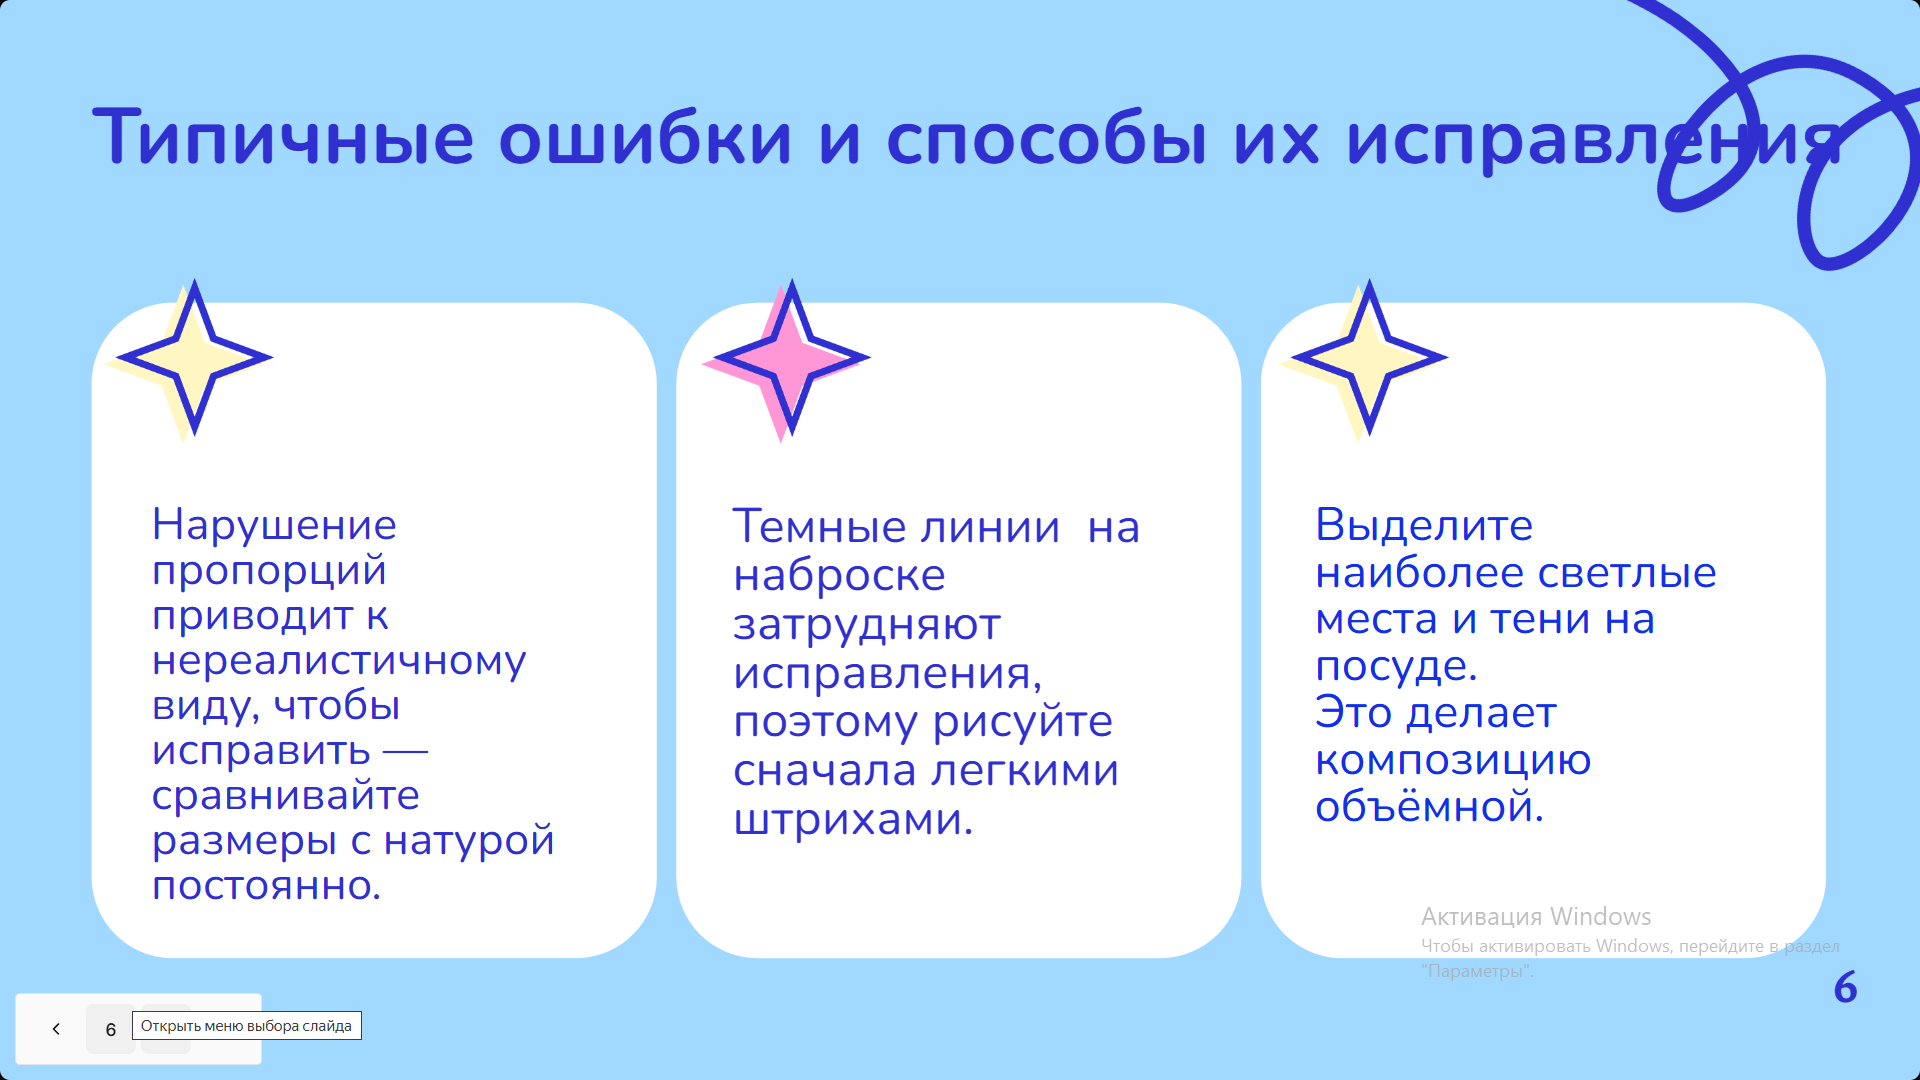 Типичные ошибки и способы их исправления
Нарушение
пропорций
приводит к
нереалистичному
виду, чтобы
исправить —
сравнивайте
размеры с натурой
постоянно.
Темные линии  на
наброске
затрудняют
исправления,
поэтому рисуйте
сначала легкими
штрихами.
Выделите
наиболее светлые
места и тени на
посуде.
Это делает
композицию
объёмной.
Активация Windows
Чтобы активировать Windows, перейдите в раздел
"Параметры".
6
6
Открыть меню выбора слайда